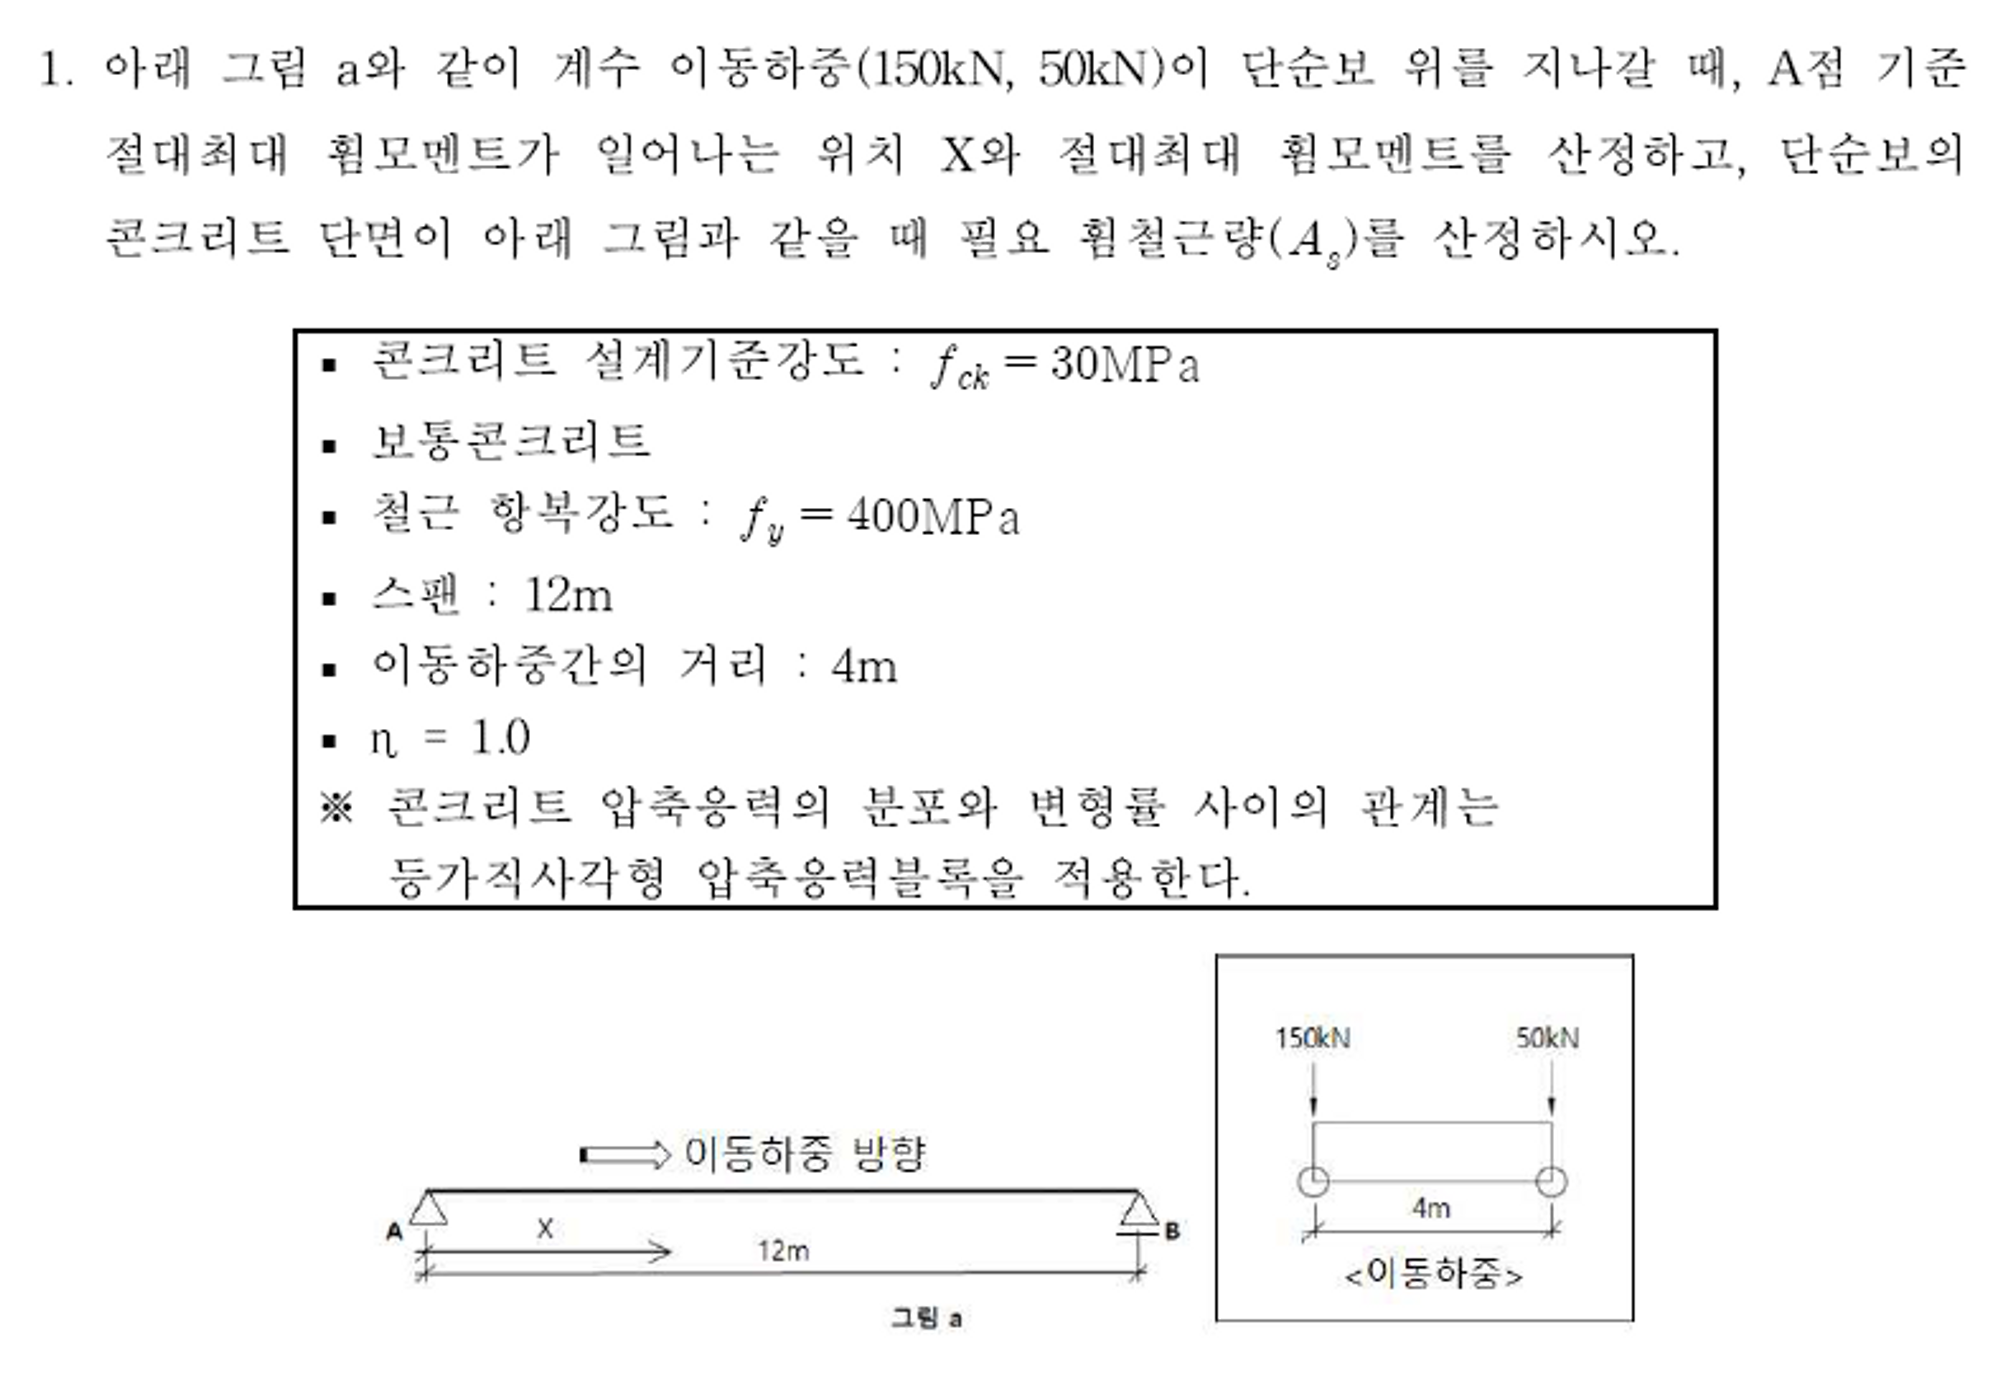 1. 아래 그림 a와 같이 계수 이동하중(150kN, 50kN)이 단순보 위를 지나갈 때, A점 기준
절대최대 휨모멘트가 일어나는 위치 X와 절대최대 휨모멘트를 산정하고, 단순보의
콘크리트 단면이 아래 그림과 같을 때 필요 휨철근량(A_s)를 산정하시오.
▪ 콘크리트 설계기준강도 : f_ck = 30MPa
▪ 보통콘크리트
▪ 철근 항복강도 : f_y = 400MPa
▪ 스팬 : 12m
▪ 이동하중간의 거리 : 4m
▪ η = 1.0
※ 콘크리트 압축응력의 분포와 변형률 사이의 관계는
등가직사각형 압축응력블록을 적용한다.
이동하중 방향
A
X
12m
B
그림 a
150kN 50kN
4m
<이동하중>